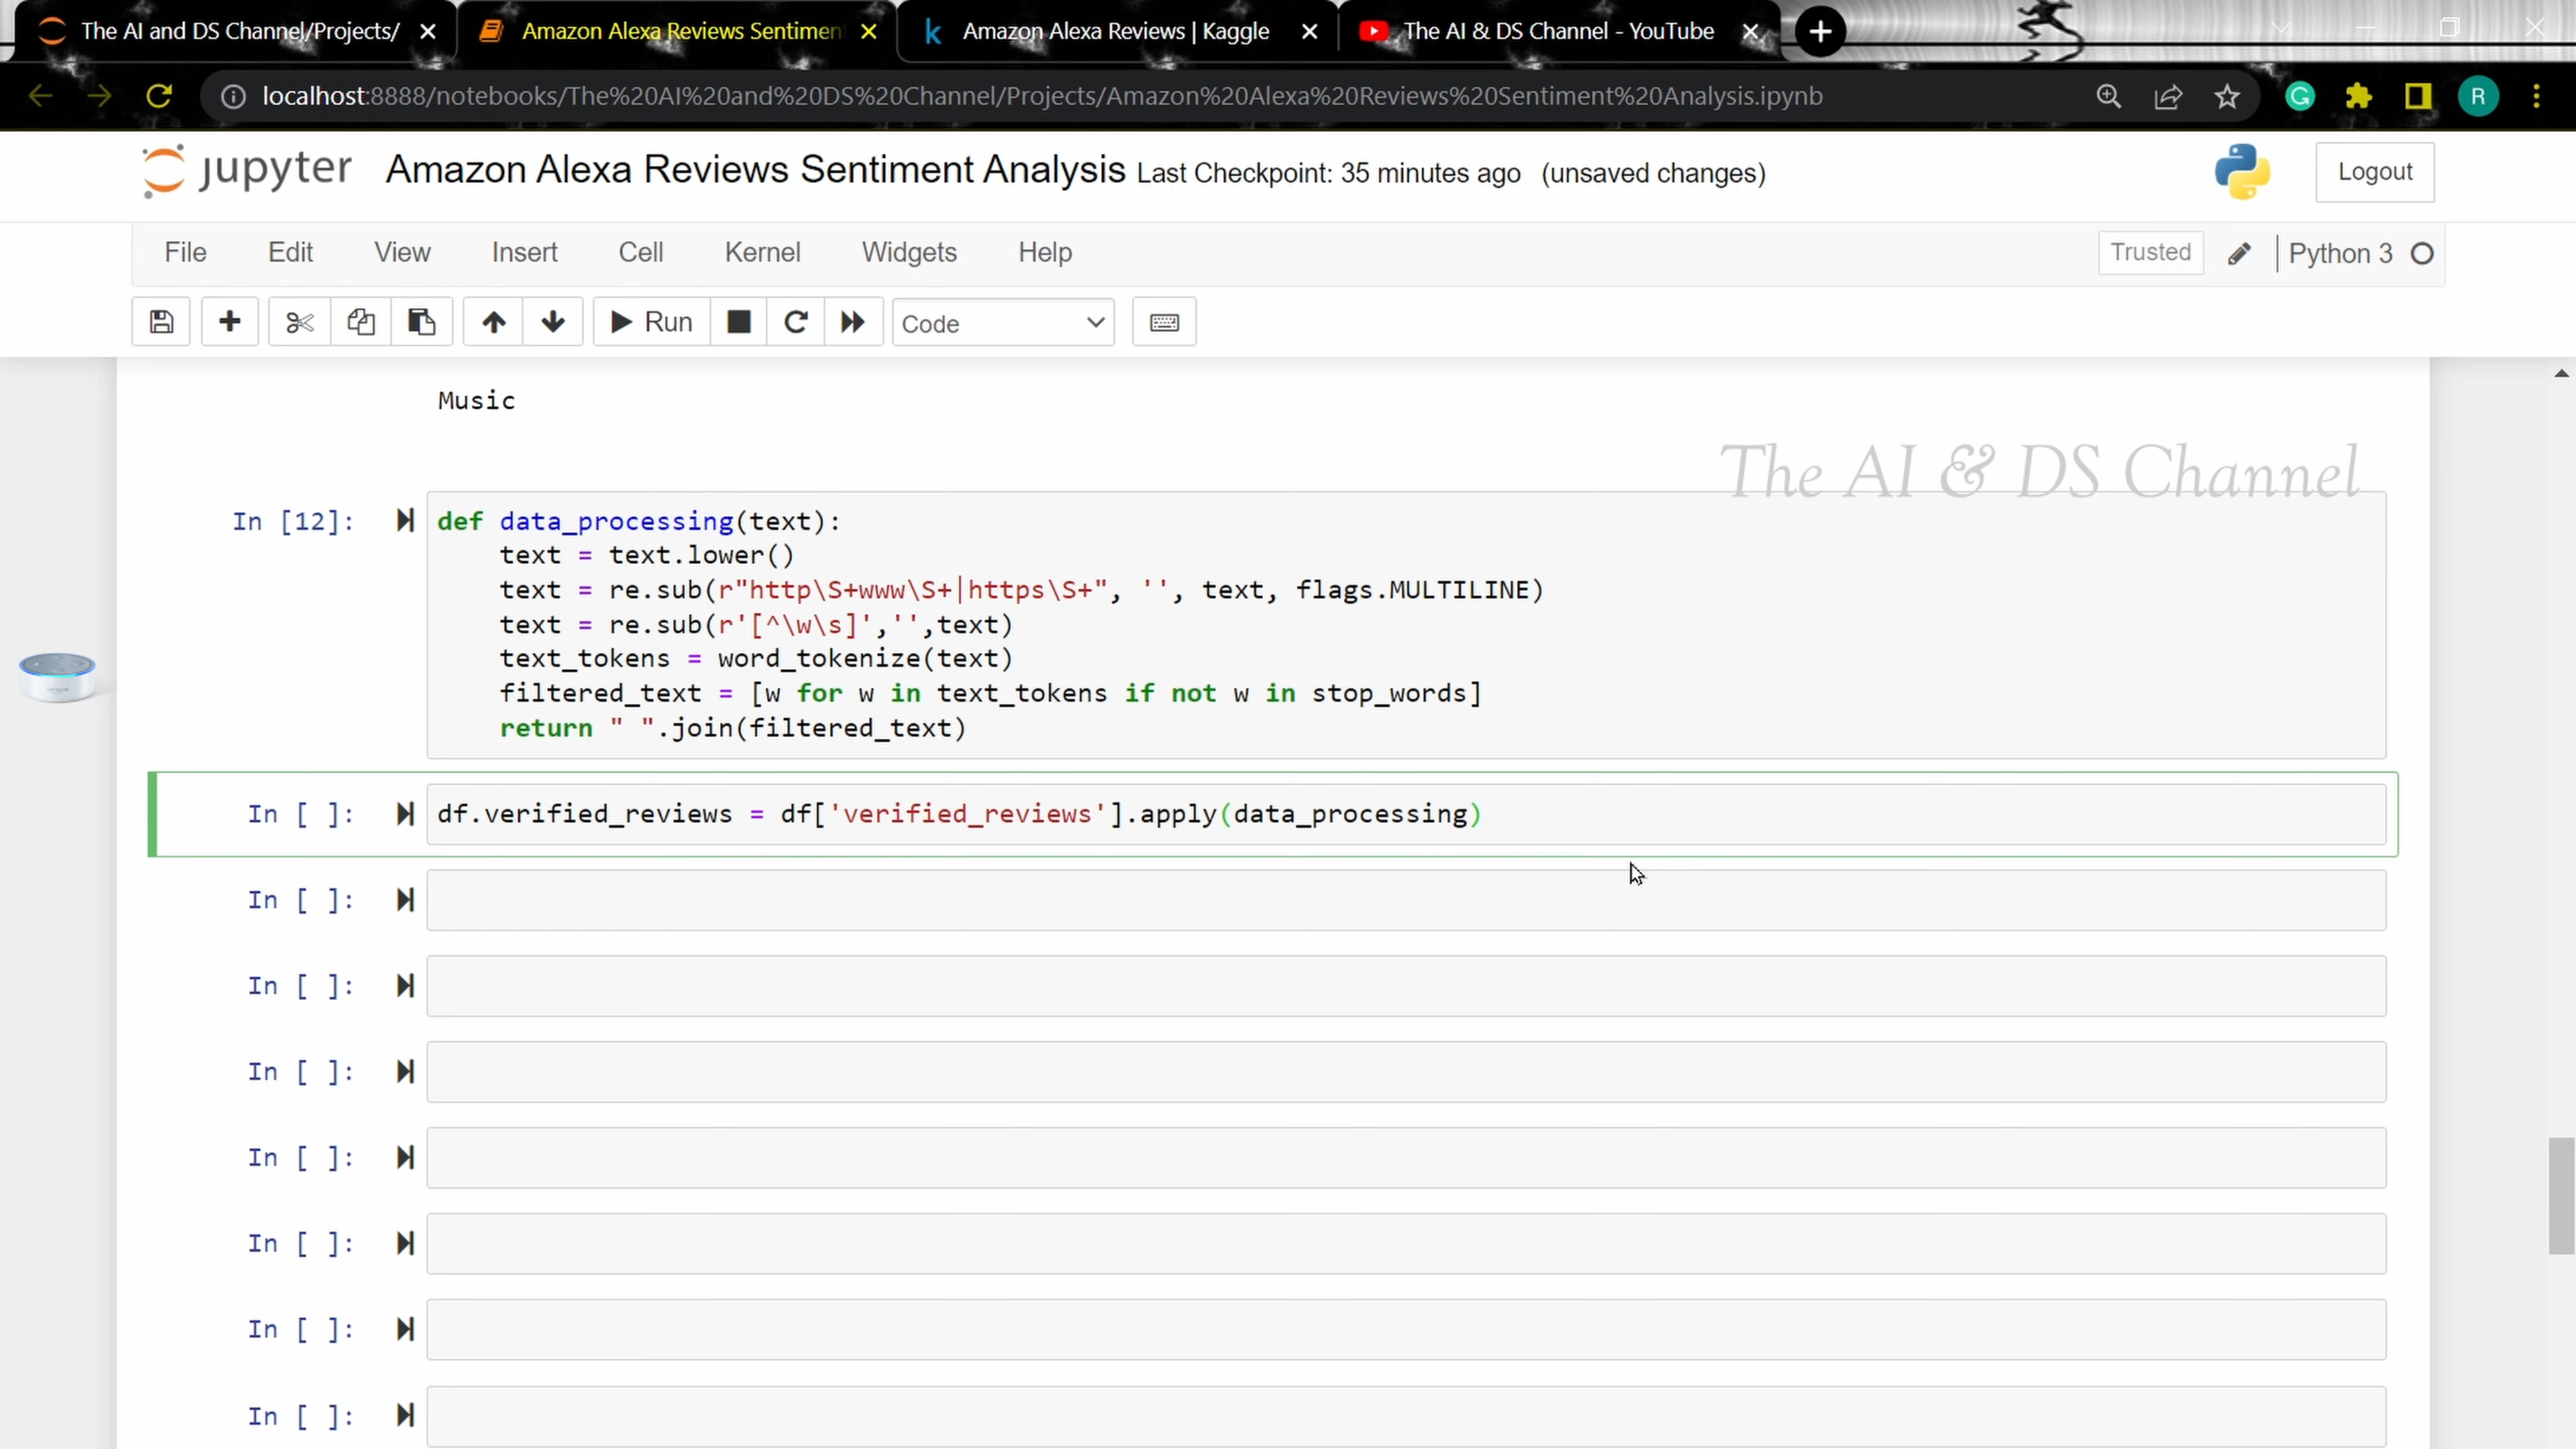 The AI and DS Channel/Projects/
Amazon Alexa Reviews Sentimen
Amazon Alexa Reviews | Kaggle
The AI & DS Channel - YouTube
localhost:8888/notebooks/The%20AI%20and%20DS%20Channel/Projects/Amazon%20Alexa%20Reviews%20Sentiment%20Analysis.ipynb
R
jupyter Amazon Alexa Reviews Sentiment Analysis Last Checkpoint: 35 minutes ago (unsaved changes)
Logout
File Edit View Insert Cell Kernel Widgets Help
Trusted Python 3
Run Code
Music
The AI & DS Channel
In [12]: def data_processing(text):
    text = text.lower()
    text = re.sub(r"http\S+www\S+|https\S+", '', text, flags.MULTILINE)
    text = re.sub(r'[^\w\s]','',text)
    text_tokens = word_tokenize(text)
    filtered_text = [w for w in text_tokens if not w in stop_words]
    return " ".join(filtered_text)
In [ ]: df.verified_reviews = df['verified_reviews'].apply(data_processing)
In [ ]:
In [ ]:
In [ ]:
In [ ]:
In [ ]:
In [ ]:
In [ ]: